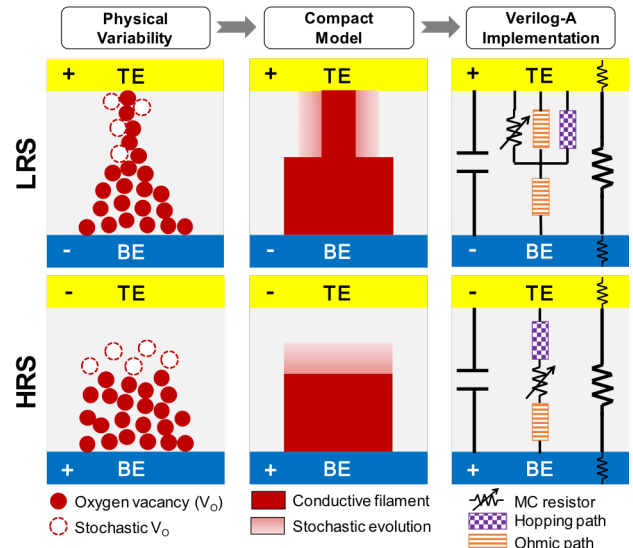 Physical Variability
Compact Model
Verilog-A Implementation
LRS
+ TE
- BE
+ TE
- BE
+ TE
- BE
HRS
- TE
+ BE
- TE
+ BE
- TE
+ BE
Oxygen vacancy (VO)
Stochastic VO
Conductive filament
Stochastic evolution
MC resistor
Hopping path
Ohmic path